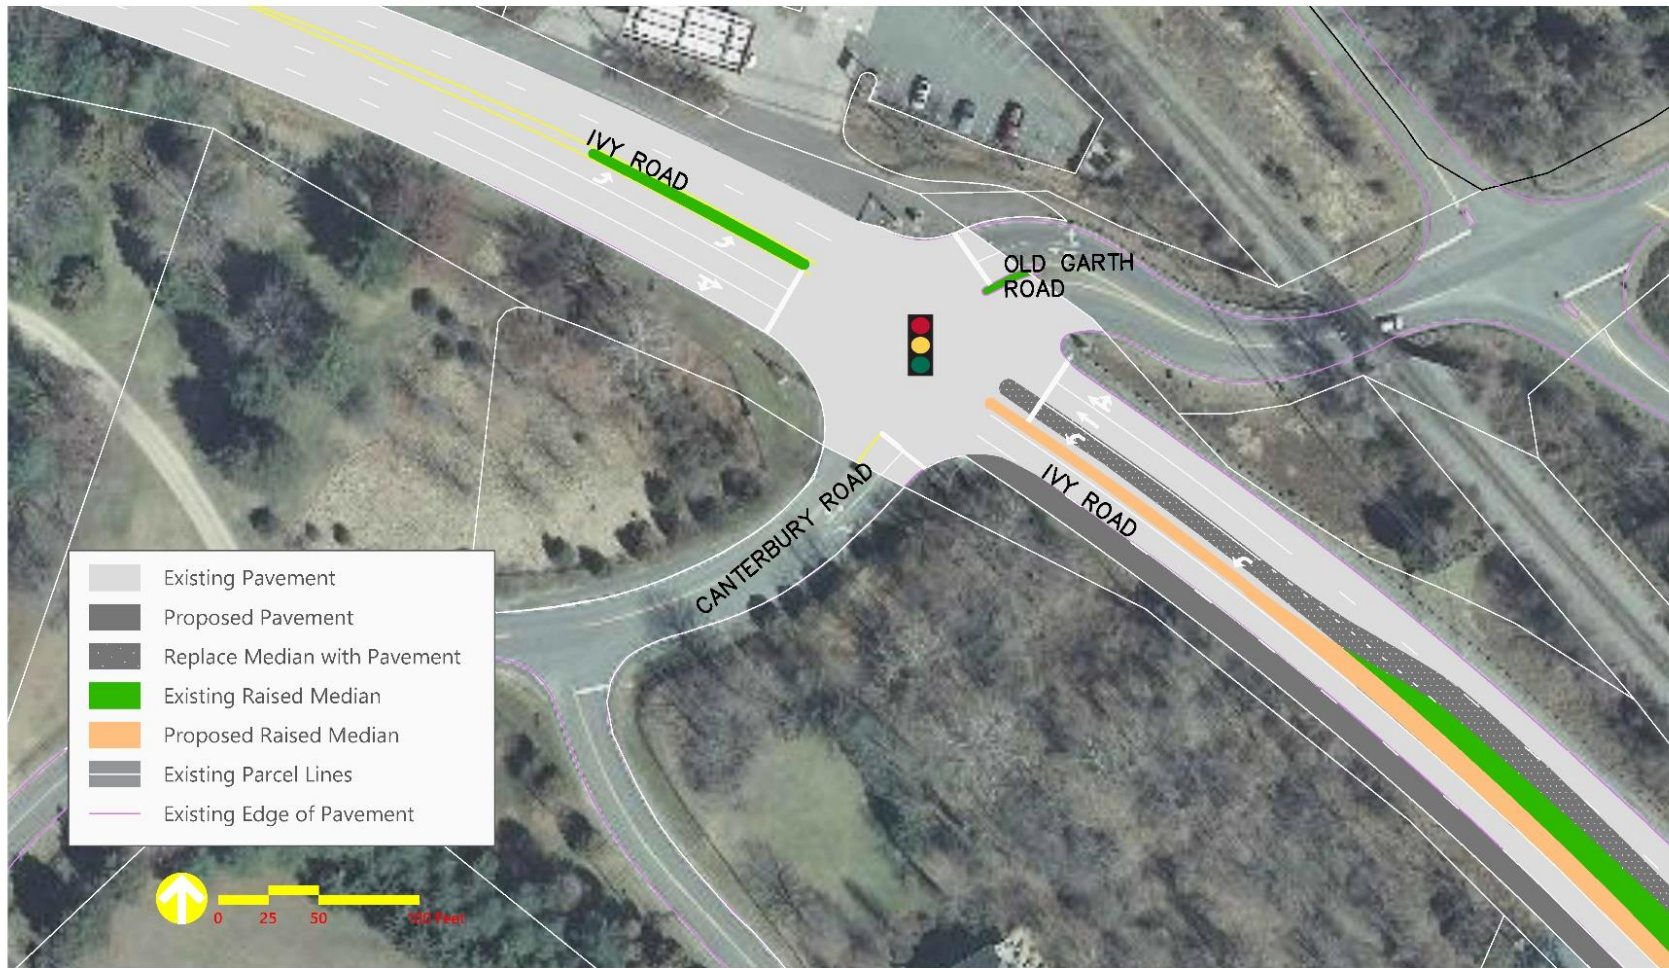 IVY ROAD
OLD GARTH
ROAD
IVY ROAD
CANTERBURY ROAD
Existing Pavement
Proposed Pavement
Replace Median with Pavement
Existing Raised Median
Proposed Raised Median
Existing Parcel Lines
Existing Edge of Pavement
0 25 50 100 Feet